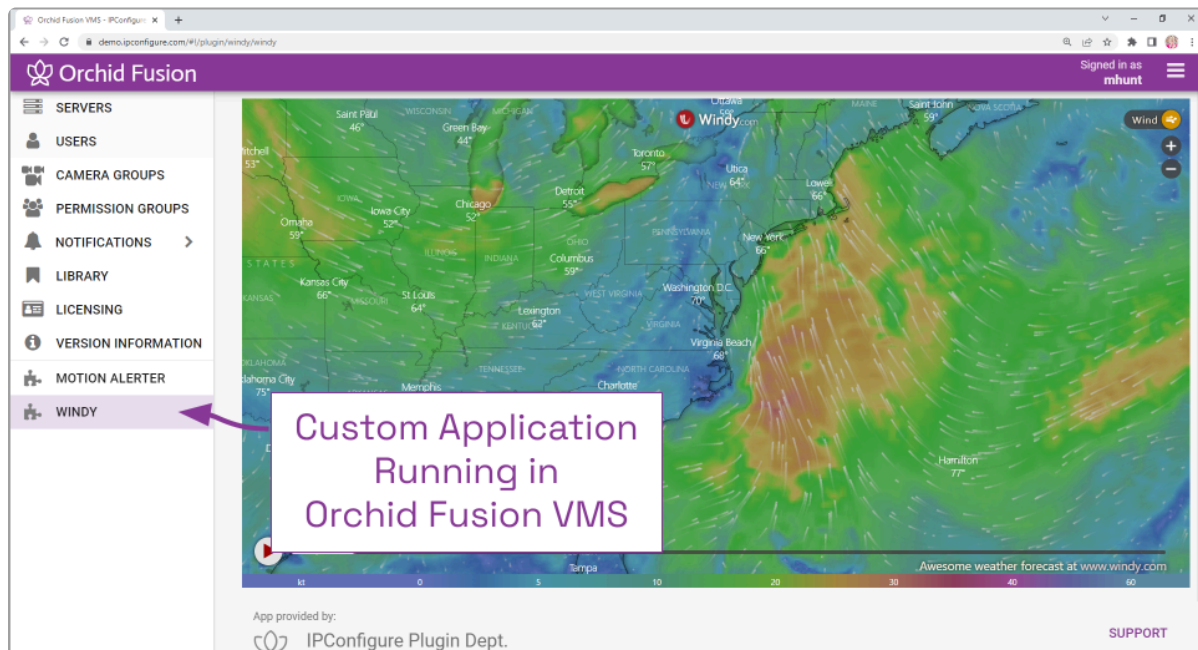 Orchid Fusion VMS - IPConfigure
demo.ipconfigure.com/#!/plugin/windy/windy
Orchid Fusion
Signed in as
mhunt
SERVERS
USERS
CAMERA GROUPS
PERMISSION GROUPS
NOTIFICATIONS
LIBRARY
LICENSING
VERSION INFORMATION
MOTION ALERTER
WINDY
Windy.com
Wind
Saint Paul
46°
WISCONSIN
MICHIGAN
Green Bay
44°
Ottawa
59°
MAINE
Saint John
59°
NOVA SCOTIA
53°
Toronto
57°
Utica
64°
NEW YORK
Lowell
66°
Detroit
55°
IOWA
Iowa City
52°
Chicago
52°
Omaha
59°
ILLINOIS
INDIANA
OHIO
Columbus
59°
PENNSYLVANIA
New York
66°
STATES
Kansas City
66°
KANSAS
MISSOURI
St Louis
64°
WEST VIRGINIA
Washington D.C.
70°
Lexington
62°
KENTUCKY
VIRGINIA
Virginia Beach
68°
OKLAHOMA
75°
TENNESSEE
NORTH CAROLINA
Memphis
Charlotte
Hamilton
77°
Tampa
Custom Application
Running in
Orchid Fusion VMS
Awesome weather forecast at www.windy.com
kt 0 5 10 20 30 40 60
App provided by:
IPConfigure Plugin Dept.
SUPPORT